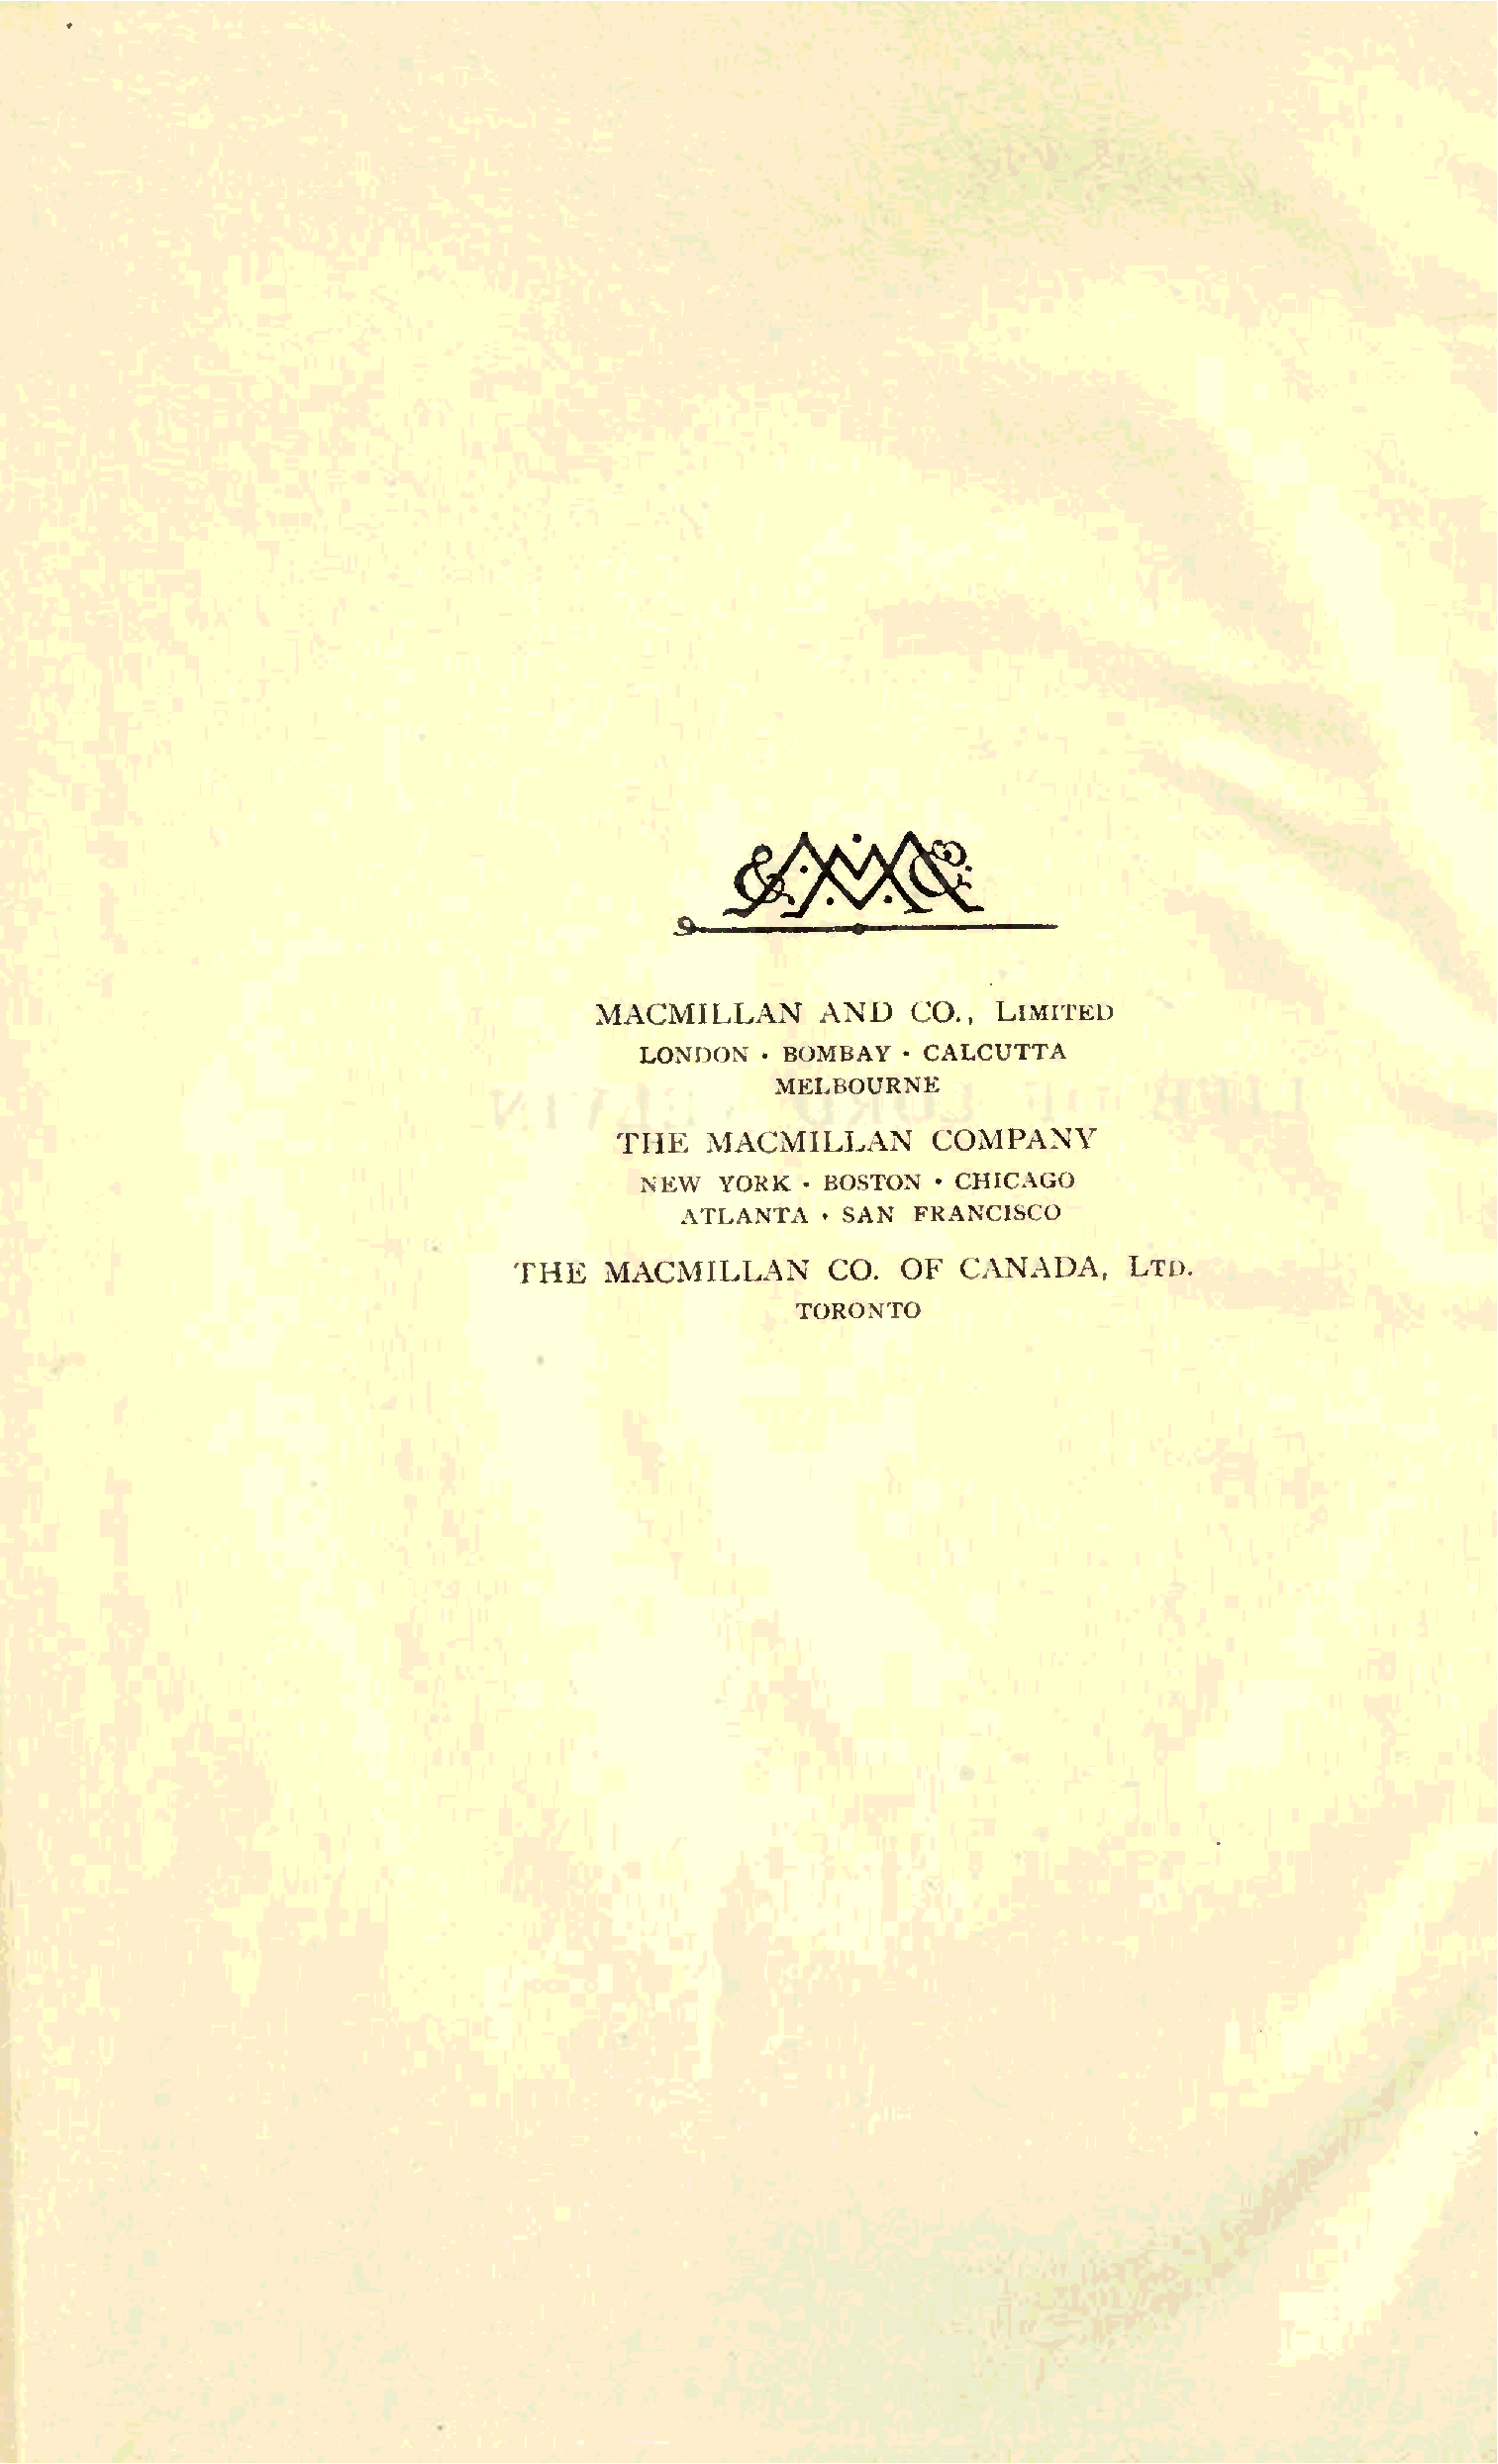 MACMILLAN AND CO., LIMITED
LONDON · BOMBAY · CALCUTTA
MELBOURNE
THE MACMILLAN COMPANY
NEW YORK · BOSTON · CHICAGO
ATLANTA · SAN FRANCISCO
THE MACMILLAN CO. OF CANADA, LTD.
TORONTO